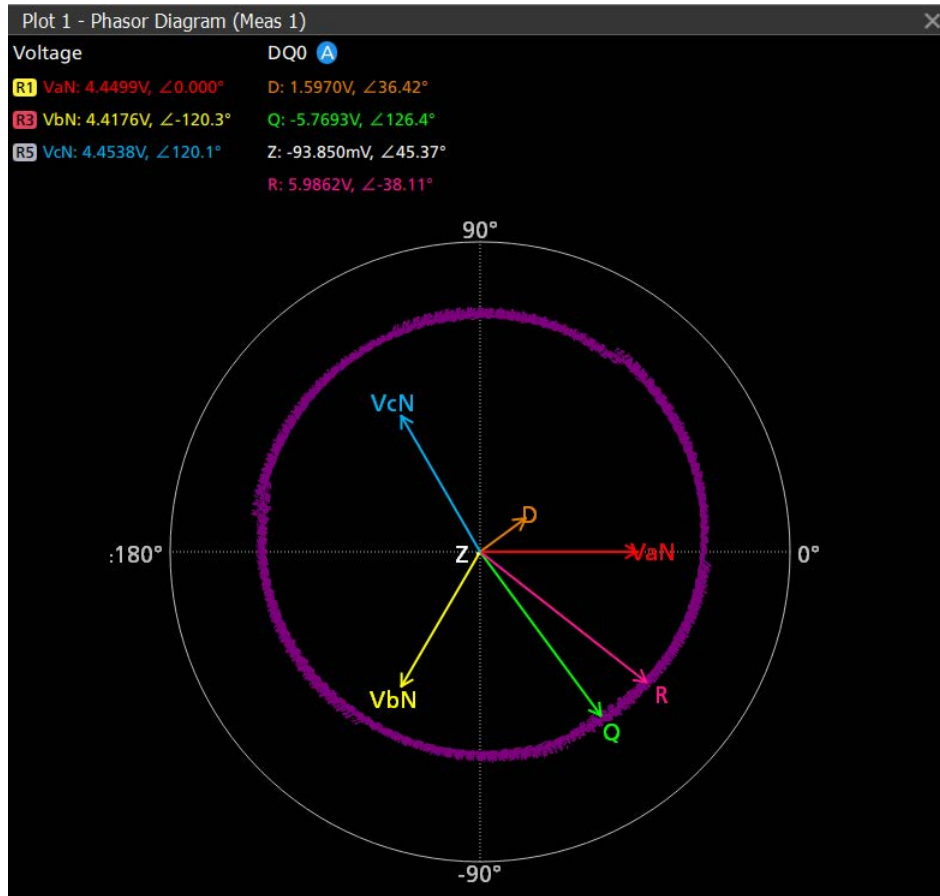 Plot 1 - Phasor Diagram (Meas 1)
Voltage
DQ0 A
R1 VaN: 4.4499V, ∠0.000°
D: 1.5970V, ∠36.42°
R3 VbN: 4.4176V, ∠-120.3°
Q: -5.7693V, ∠126.4°
R5 VcN: 4.4538V, ∠120.1°
Z: -93.850mV, ∠45.37°
R: 5.9862V, ∠-38.11°
90°
VcN
D
:180°
Z
VaN
0°
VbN
R
Q
-90°